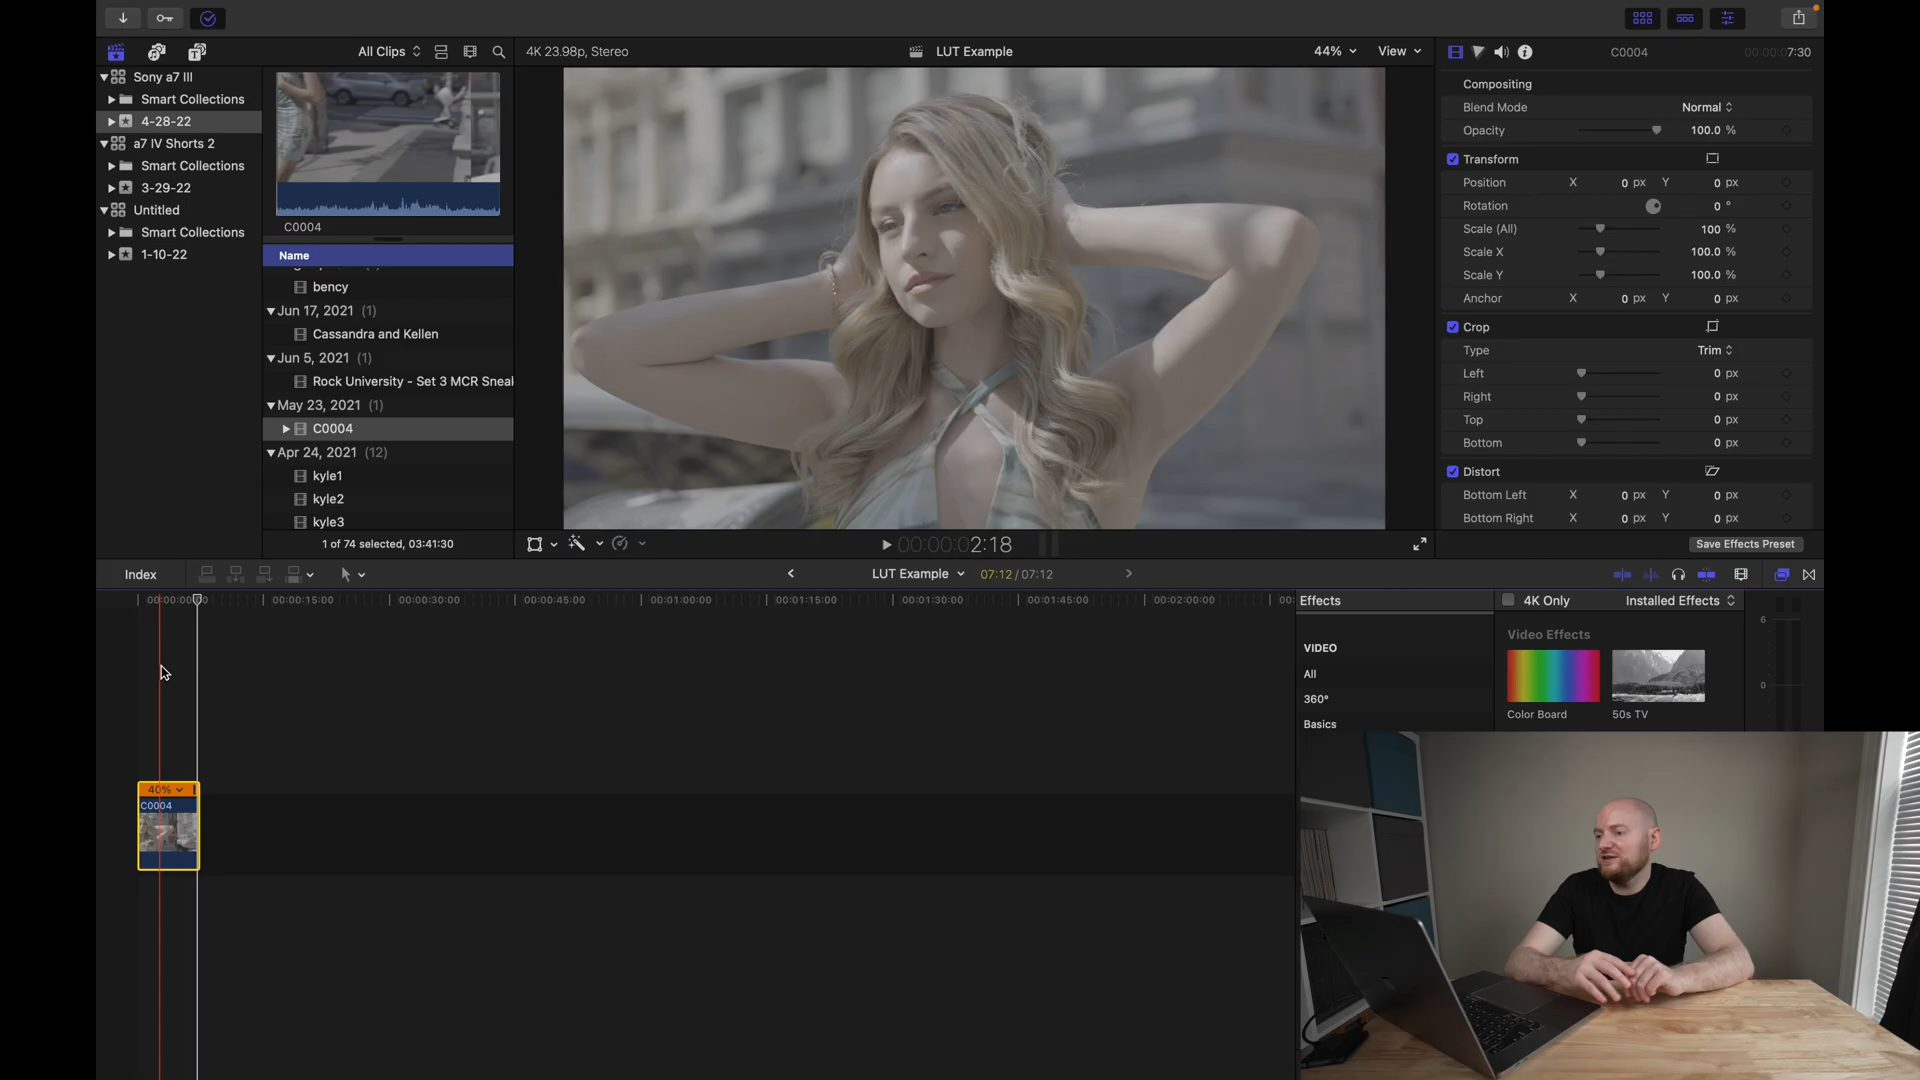 All Clips
4K 23.98p, Stereo
LUT Example
44%
View
C0004
00:00:07:30
Sony a7 III
Smart Collections
4-28-22
a7 IV Shorts 2
Smart Collections
3-29-22
Untitled
Smart Collections
1-10-22
C0004
Name
bency
Jun 17, 2021 (1)
Cassandra and Kellen
Jun 5, 2021 (1)
Rock University - Set 3 MCR Sneak
May 23, 2021 (1)
C0004
Apr 24, 2021 (12)
kyle1
kyle2
kyle3
1 of 74 selected, 03:41:30
00:00:02:18
Compositing
Blend Mode Normal
Opacity 100.0 %
Transform
Position X 0 px Y 0 px
Rotation 0 °
Scale (All) 100 %
Scale X 100.0 %
Scale Y 100.0 %
Anchor X 0 px Y 0 px
Crop
Type Trim
Left 0 px
Right 0 px
Top 0 px
Bottom 0 px
Distort
Bottom Left X 0 px Y 0 px
Bottom Right X 0 px Y 0 px
Save Effects Preset
Index
LUT Example
07:12 / 07:12
00:00:15:00 00:00:30:00 00:00:45:00 00:01:00:00 00:01:15:00 00:01:30:00 00:01:45:00 00:02:00:00
40%
C0004
Effects
4K Only
Installed Effects
VIDEO
All
360°
Basics
Video Effects
Color Board
50s TV
6
0